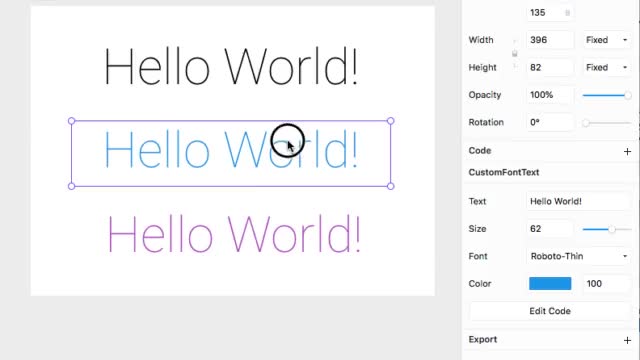 135
Width 396 Fixed
Hello World!
Height 82 Fixed
Opacity 100%
Rotation 0°
Hello World!
Code +
CustomFontText
Text Hello World!
Size 62
Hello World!
Font Roboto-Thin
Color 100
Edit Code
Export +